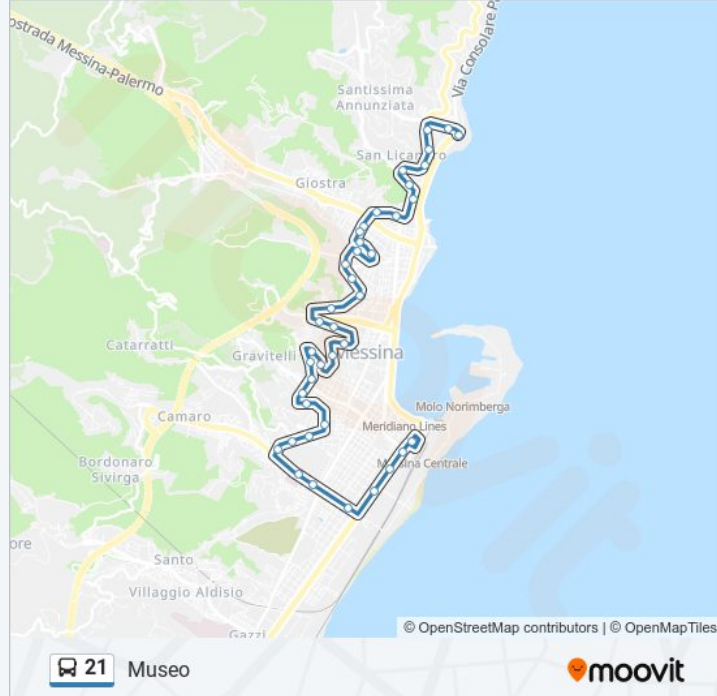 ostrada Messina-Palermo
Via Consolare P
Santissima
Annunziata
San Licandro
Giostra
Catarratti
Gravitelli
Messina
Camaro
Molo Norimberga
Meridiano Lines
Messina Centrale
Bordonaro
Sivirga
ore
Santo
Villaggio Aldisio
Gazzi
© OpenStreetMap contributors | © OpenMapTiles
21 Museo
moovit